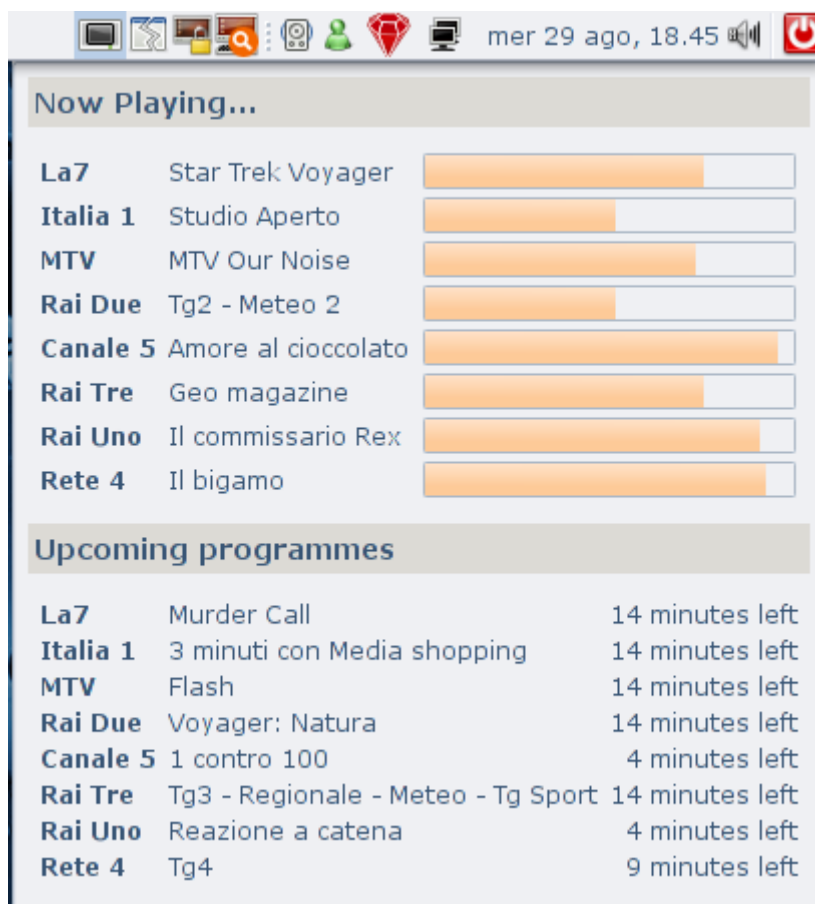 mer 29 ago, 18.45
Now Playing...
La7 Star Trek Voyager
Italia 1 Studio Aperto
MTV MTV Our Noise
Rai Due Tg2 - Meteo 2
Canale 5 Amore al cioccolato
Rai Tre Geo magazine
Rai Uno Il commissario Rex
Rete 4 Il bigamo
Upcoming programmes
La7 Murder Call 14 minutes left
Italia 1 3 minuti con Media shopping 14 minutes left
MTV Flash 14 minutes left
Rai Due Voyager: Natura 14 minutes left
Canale 5 1 contro 100 4 minutes left
Rai Tre Tg3 - Regionale - Meteo - Tg Sport 14 minutes left
Rai Uno Reazione a catena 4 minutes left
Rete 4 Tg4 9 minutes left